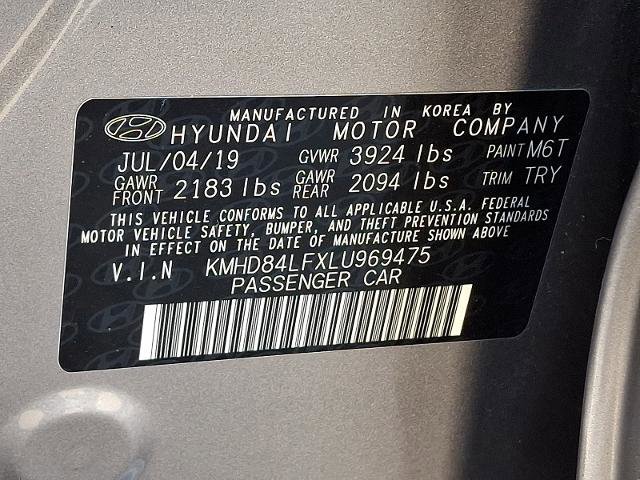 MANUFACTURED IN KOREA BY
HYUNDAI MOTOR COMPANY
JUL/04/19 GVWR 3924 lbs PAINT M6T
GAWR FRONT 2183 lbs GAWR REAR 2094 lbs TRIM TRY
THIS VEHICLE CONFORMS TO ALL APPLICABLE U.S.A. FEDERAL
MOTOR VEHICLE SAFETY, BUMPER, AND THEFT PREVENTION STANDARDS
IN EFFECT ON THE DATE OF MANUFACTURE SHOWN ABOVE
V.I.N KMHD84LFXLU969475
PASSENGER CAR